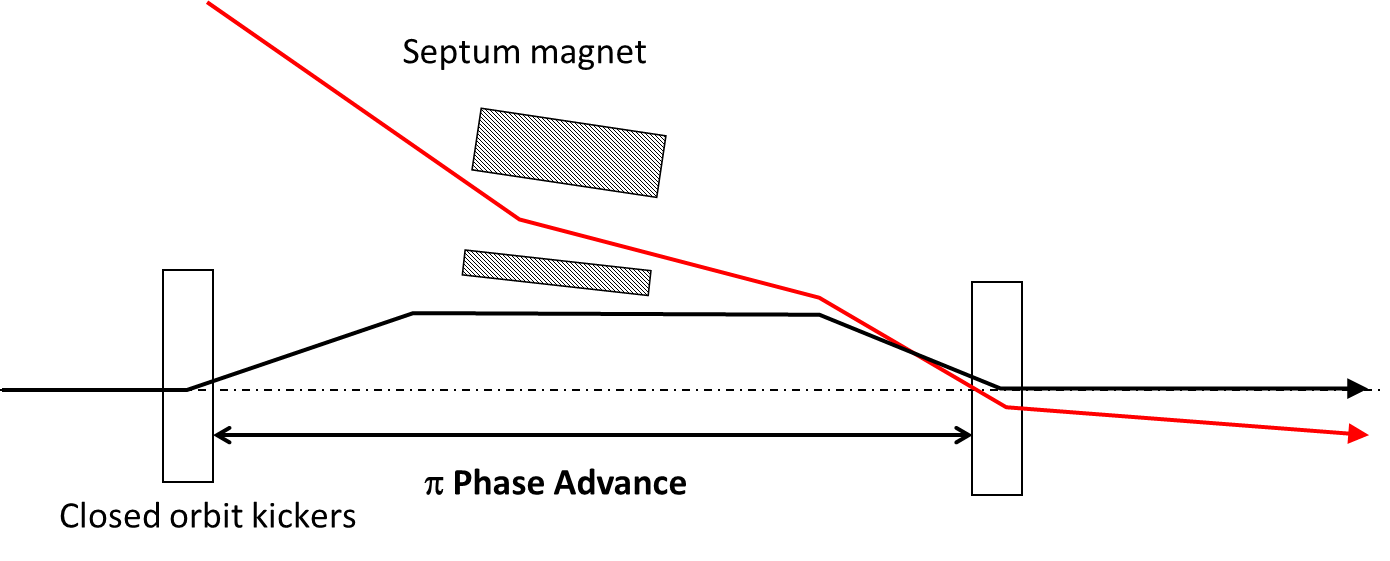 Septum magnet
π Phase Advance
Closed orbit kickers